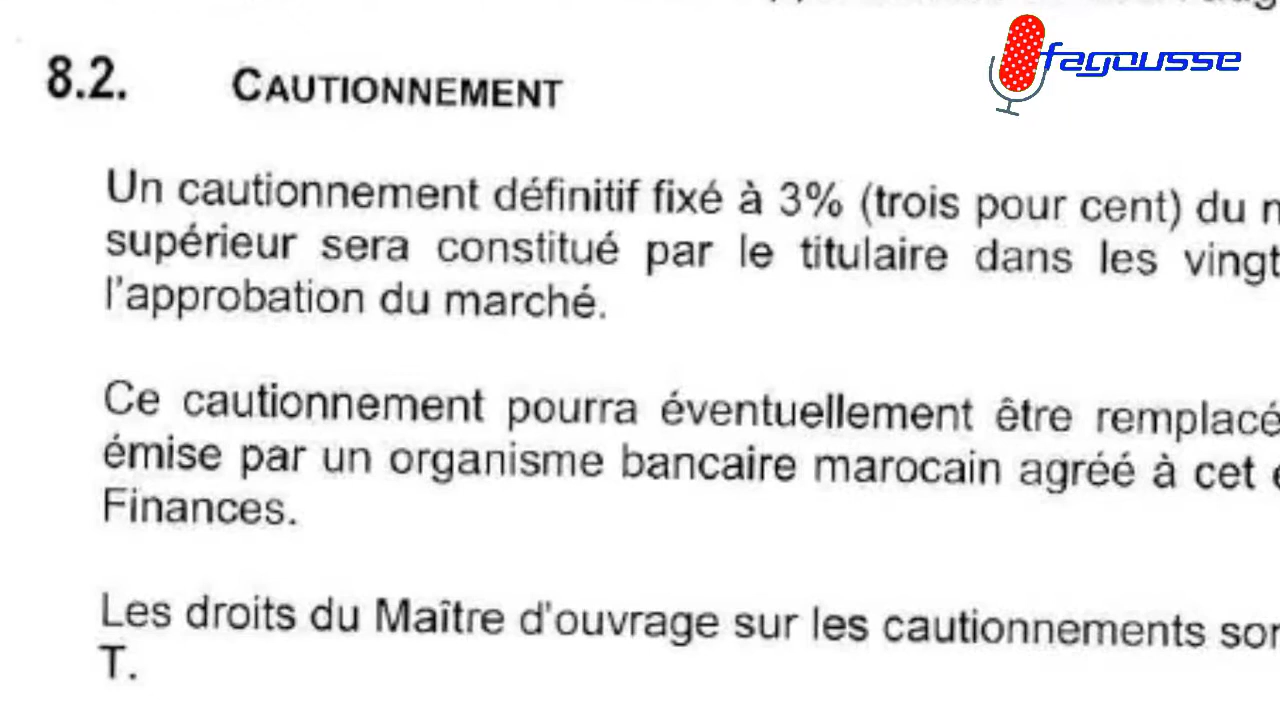 fagousse
8.2. CAUTIONNEMENT
Un cautionnement définitif fixé à 3% (trois pour cent) du
supérieur sera constitué par le titulaire dans les vingt
l'approbation du marché.
Ce cautionnement pourra éventuellement être remplacé
émise par un organisme bancaire marocain agréé à cet
Finances.
Les droits du Maître d'ouvrage sur les cautionnements
T.